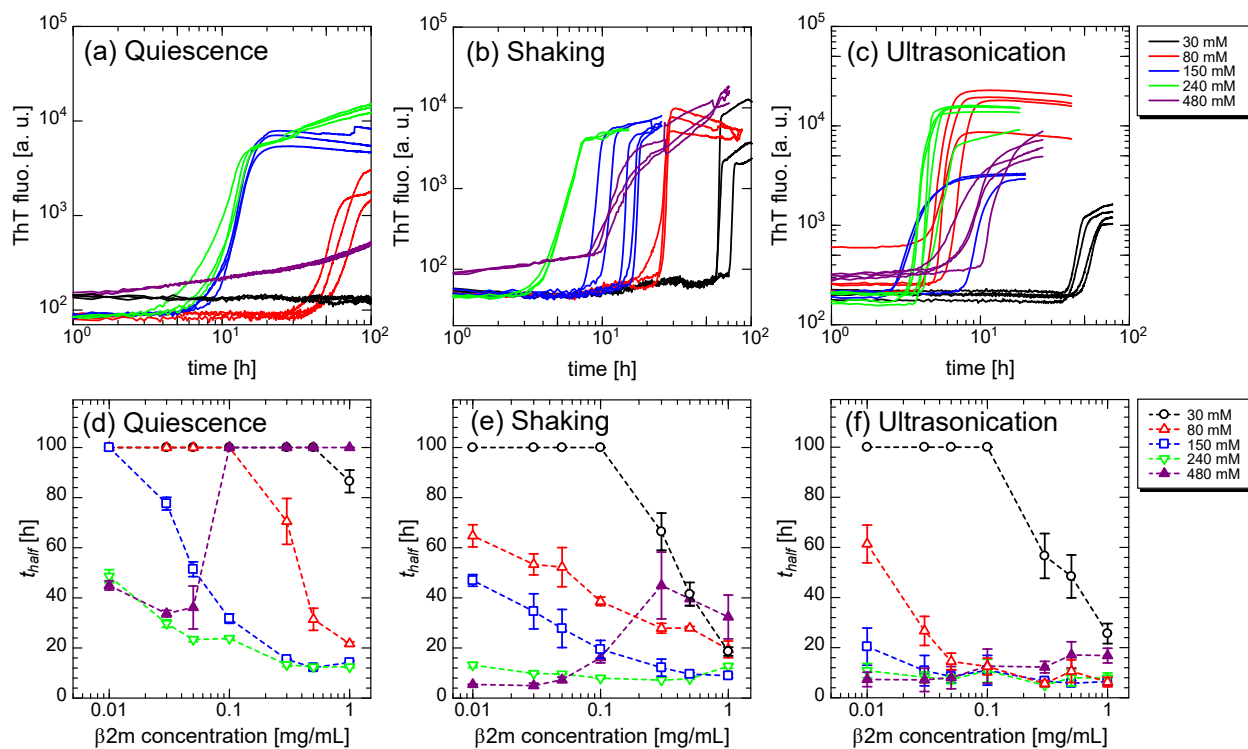 (a) Quiescence
(b) Shaking
(c) Ultrasonication
10⁵
10⁴
10³
10²
ThT fluo. [a. u.]
10⁰
10¹
10²
time [h]
10⁵
10⁴
10³
10²
ThT fluo. [a. u.]
10⁰
10¹
10²
time [h]
10⁵
10⁴
10³
10²
ThT fluo. [a. u.]
10⁰
10¹
10²
time [h]
30 mM
80 mM
150 mM
240 mM
480 mM
(d) Quiescence
(e) Shaking
(f) Ultrasonication
100
80
60
40
20
0
t_half [h]
0.01
0.1
1
β2m concentration [mg/mL]
100
80
60
40
20
0
t_half [h]
0.01
0.1
1
β2m concentration [mg/mL]
100
80
60
40
20
0
t_half [h]
0.01
0.1
1
β2m concentration [mg/mL]
30 mM
80 mM
150 mM
240 mM
480 mM